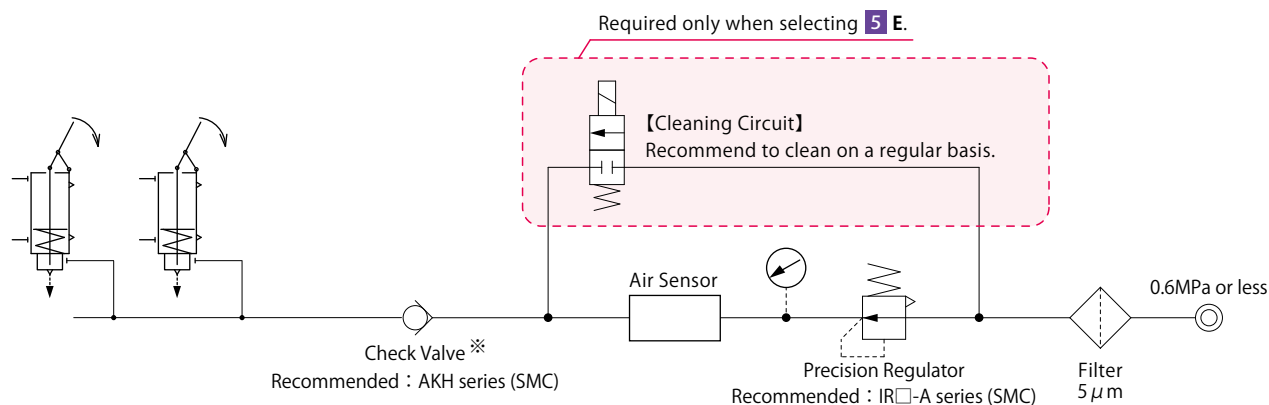 Required only when selecting 5 E.
【Cleaning Circuit】
Recommend to clean on a regular basis.
Air Sensor
0.6MPa or less
Check Valve※
Recommended：AKH series (SMC)
Precision Regulator
Recommended：IR□-A series (SMC)
Filter
5μm